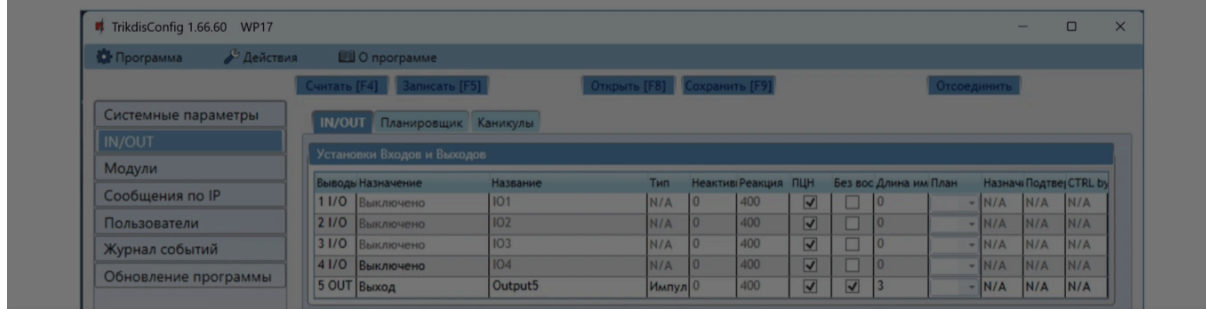 TrikdisConfig 1.66.60 WP17
Программа Действия О программе
Считать [F4] Записать [F5] Открыть [F8] Сохранить [F9] Отсоединить
Системные параметры
IN/OUT
Модули
Сообщения по IP
Пользователи
Журнал событий
Обновление программы
IN/OUT Планировщик Каникулы
Установки Входов и Выходов
Выводы Назначение Название Тип Неактив Реакция ПЦН Без вос Длина им План Назнач Подтве CTRL by
1 I/O Выключено IO1 N/A 0 400 0 N/A N/A N/A
2 I/O Выключено IO2 N/A 0 400 0 N/A N/A N/A
3 I/O Выключено IO3 N/A 0 400 0 N/A N/A N/A
4 I/O Выключено IO4 N/A 0 400 0 N/A N/A N/A
5 OUT Выход Output5 Импул 0 400 3 N/A N/A N/A